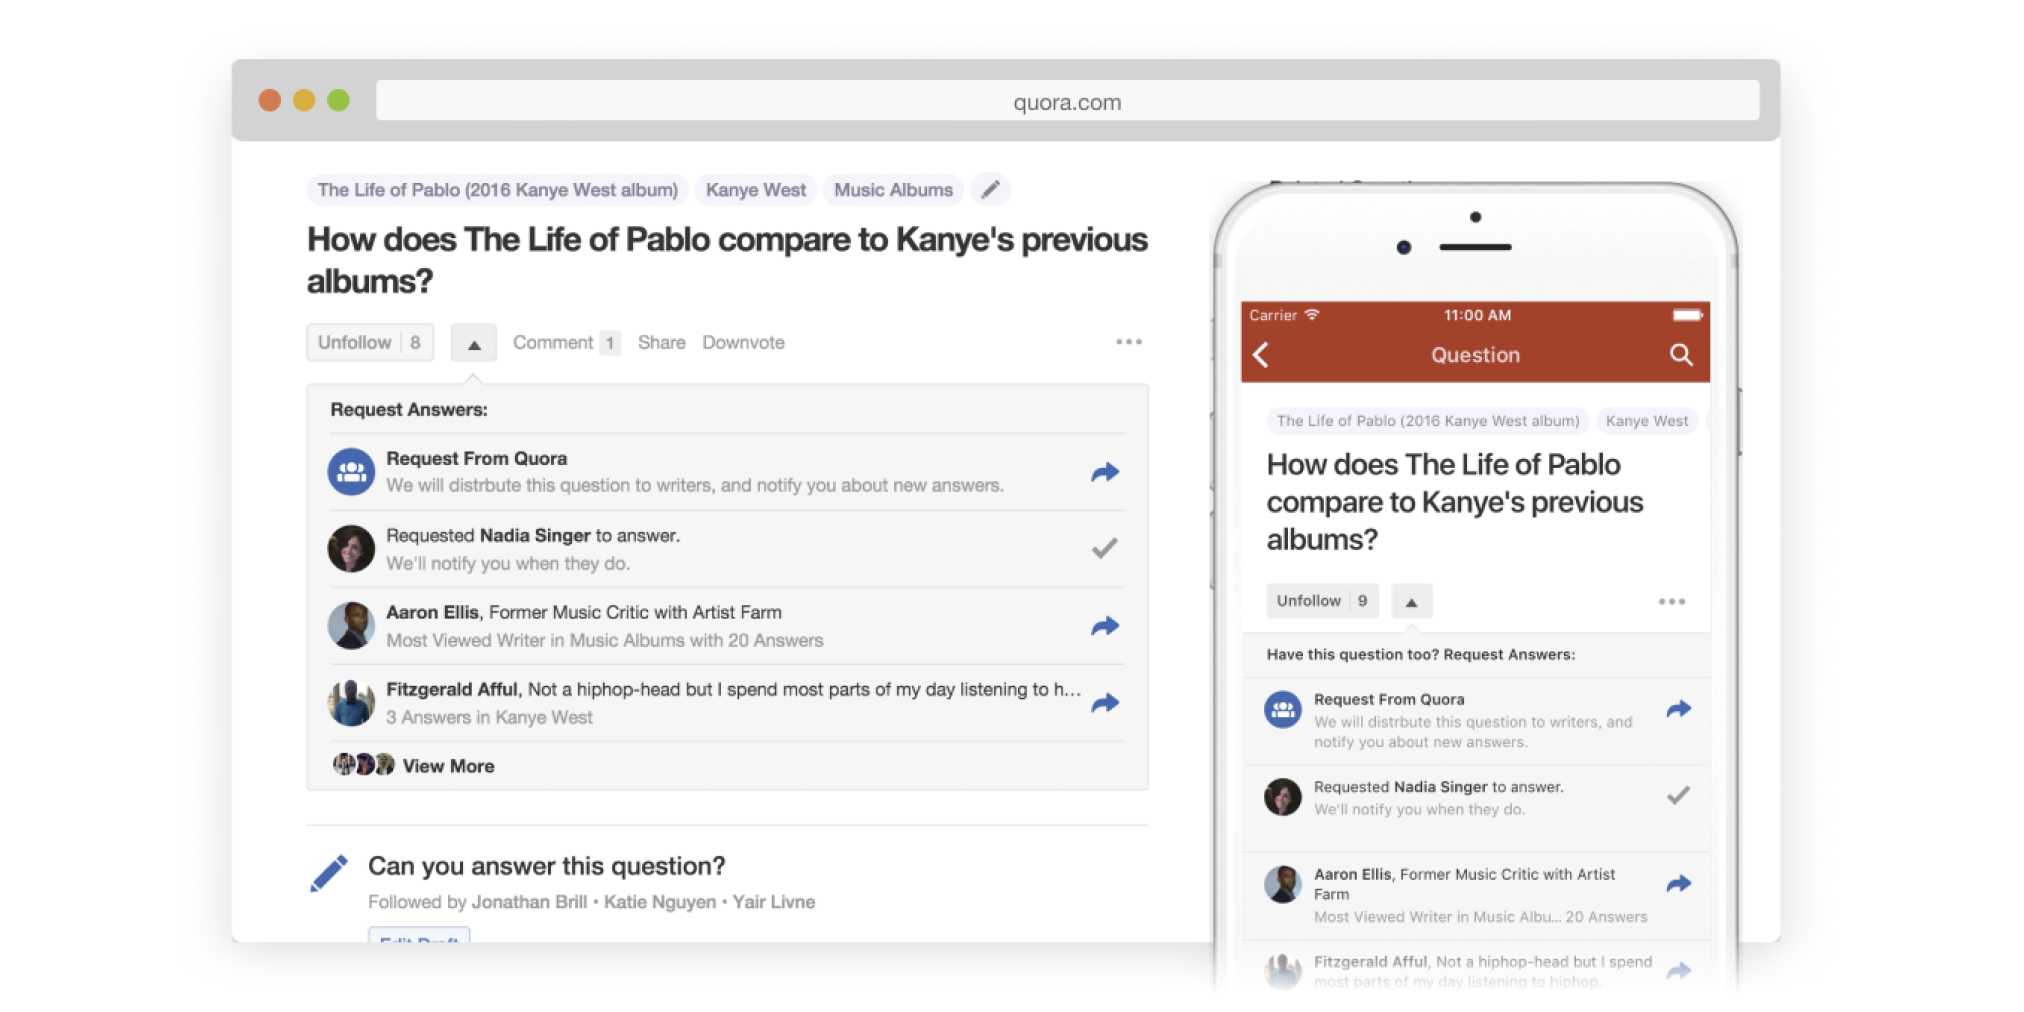 quora.com
The Life of Pablo (2016 Kanye West album) Kanye West Music Albums
How does The Life of Pablo compare to Kanye's previous
albums?
Unfollow 8 Comment 1 Share Downvote
Request Answers:
Request From Quora
We will distrbute this question to writers, and notify you about new answers.
Requested Nadia Singer to answer.
We'll notify you when they do.
Aaron Ellis, Former Music Critic with Artist Farm
Most Viewed Writer in Music Albums with 20 Answers
Fitzgerald Afful, Not a hiphop-head but I spend most parts of my day listening to h...
3 Answers in Kanye West
View More
Can you answer this question?
Followed by Jonathan Brill • Katie Nguyen • Yair Livne
Edit Draft
Carrier 11:00 AM
Question
The Life of Pablo (2016 Kanye West album) Kanye West
How does The Life of Pablo
compare to Kanye's previous
albums?
Unfollow 9
Have this question too? Request Answers:
Request From Quora
We will distrbute this question to writers, and
notify you about new answers.
Requested Nadia Singer to answer.
We'll notify you when they do.
Aaron Ellis, Former Music Critic with Artist
Farm
Most Viewed Writer in Music Albu... 20 Answers
Fitzgerald Afful, Not a hiphop-head but I spend
most parts of my day listening to hiphop.